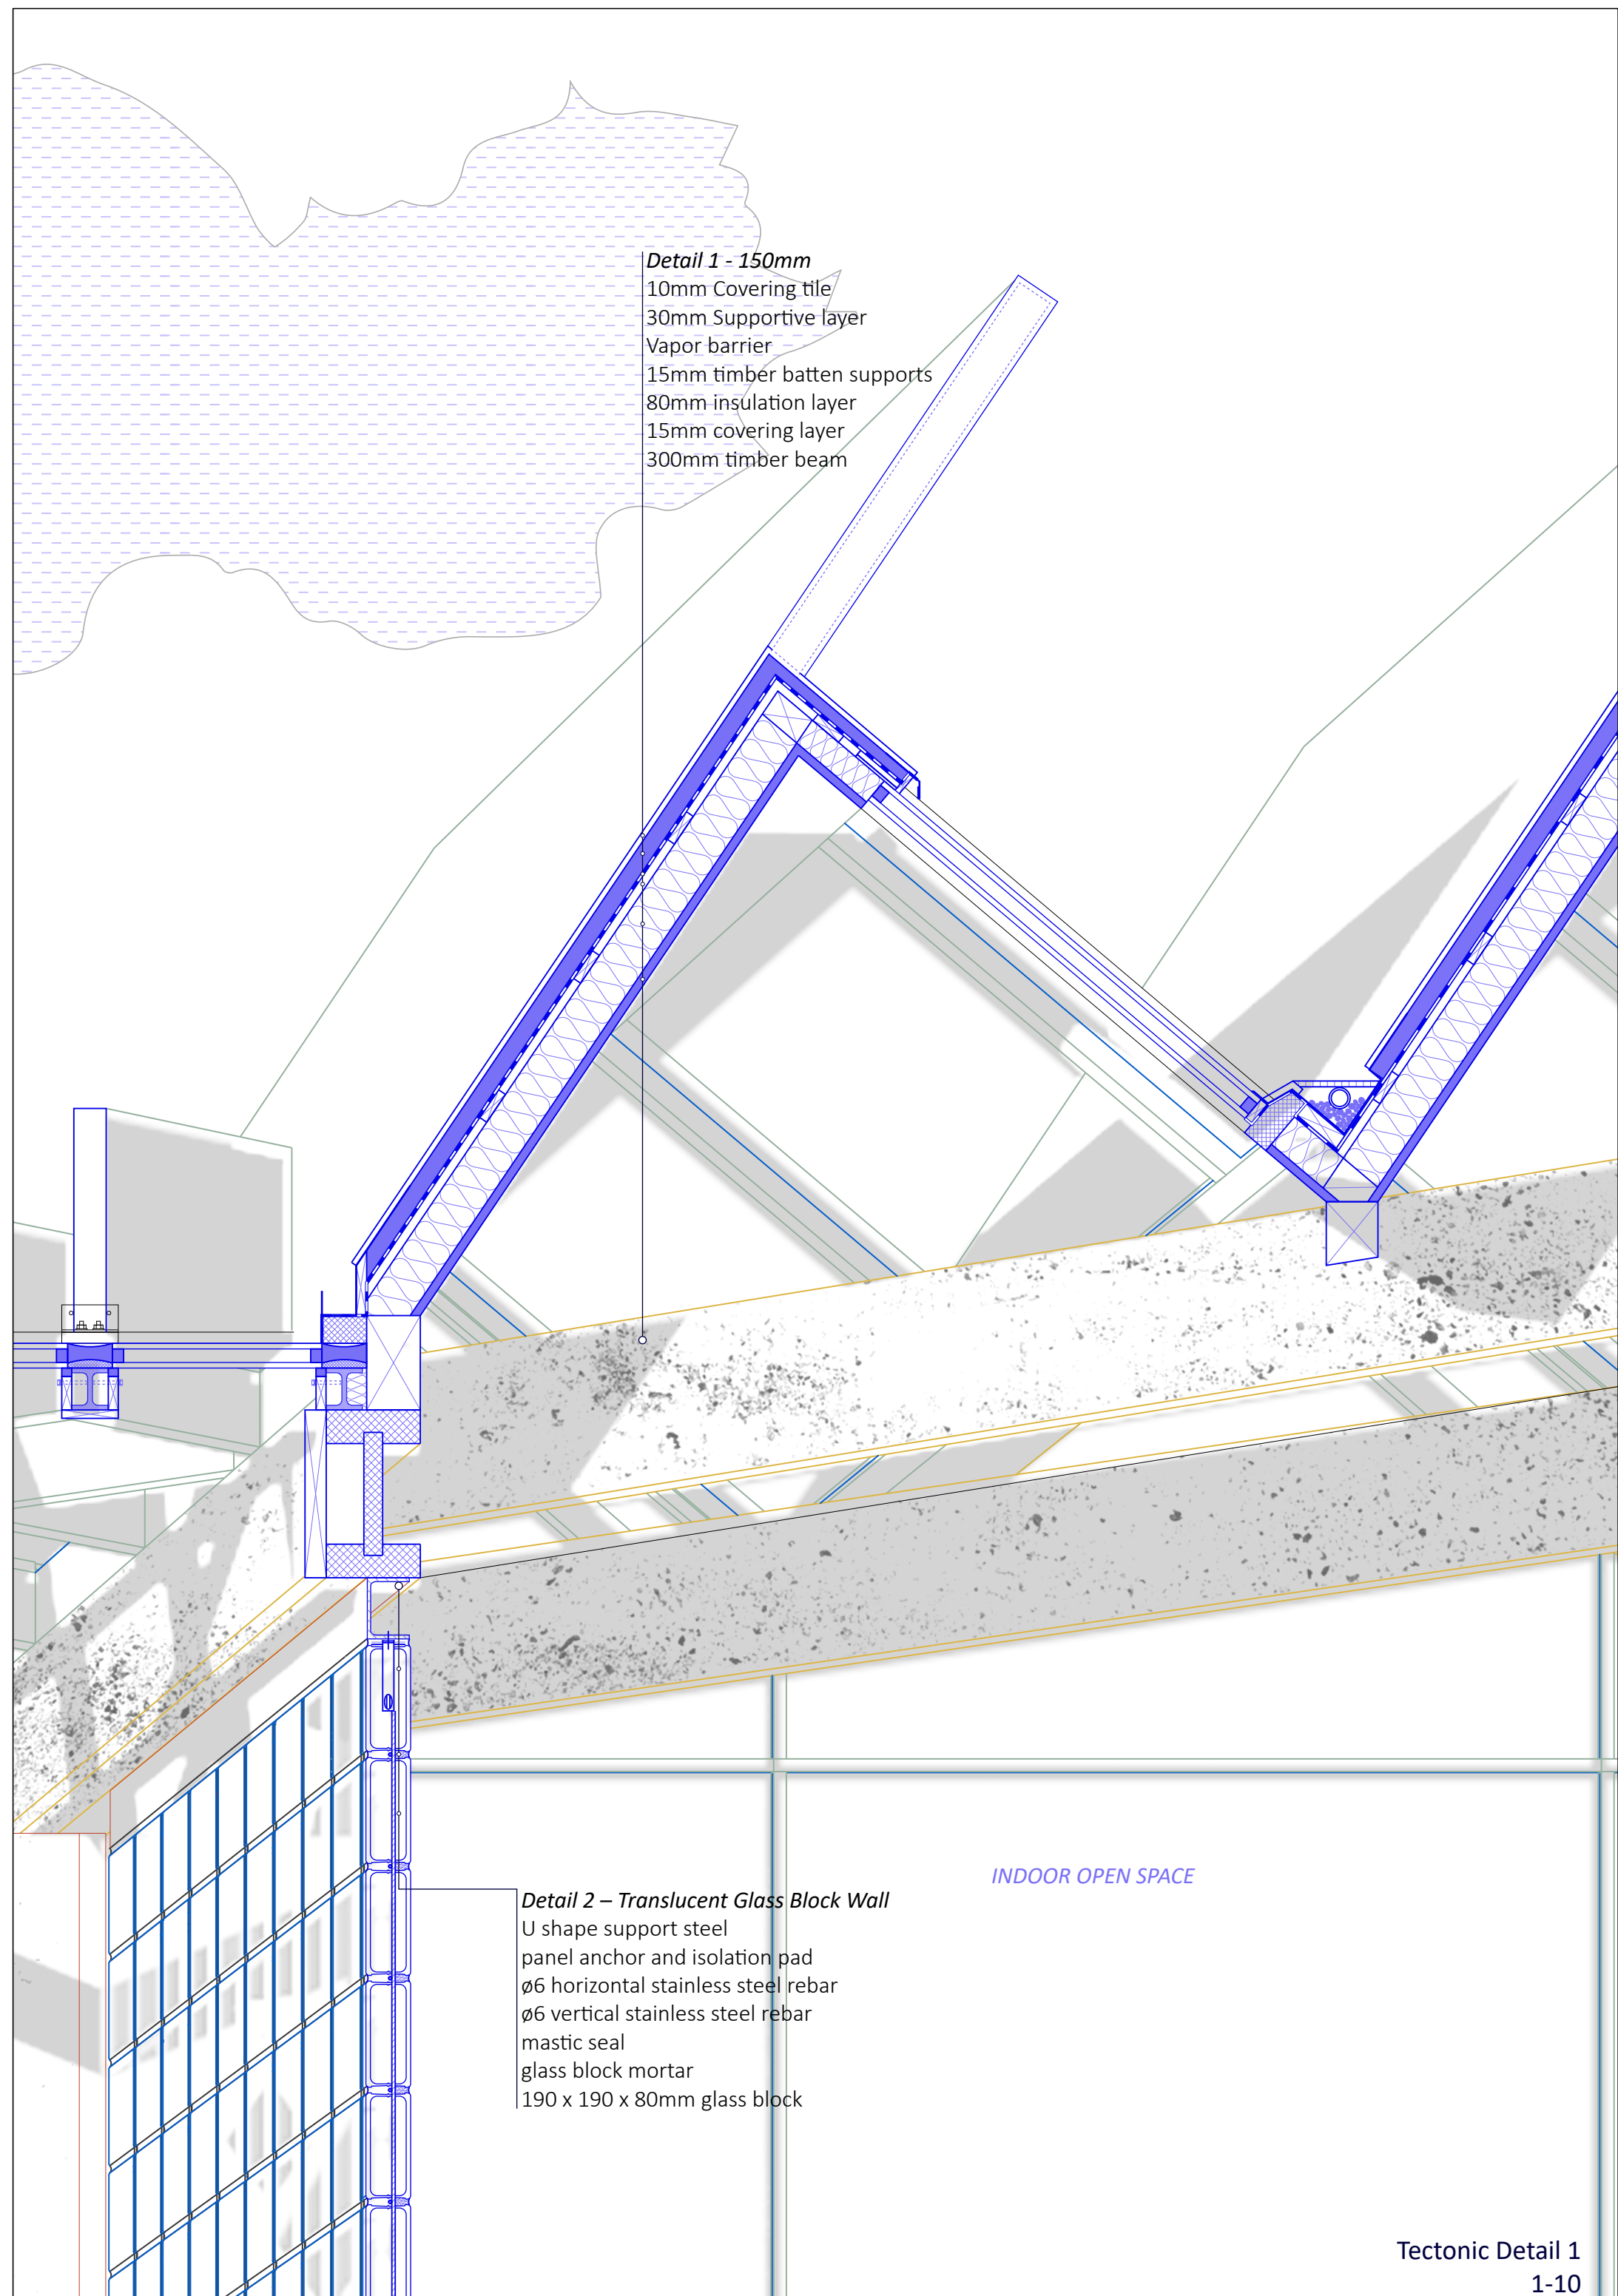 Detail 1 - 150mm
10mm Covering tile
30mm Supportive layer
Vapor barrier
15mm timber batten supports
80mm insulation layer
15mm covering layer
300mm timber beam
INDOOR OPEN SPACE
Detail 2 – Translucent Glass Block Wall
U shape support steel
panel anchor and isolation pad
ø6 horizontal stainless steel rebar
ø6 vertical stainless steel rebar
mastic seal
glass block mortar
190 x 190 x 80mm glass block
Tectonic Detail 1
1-10